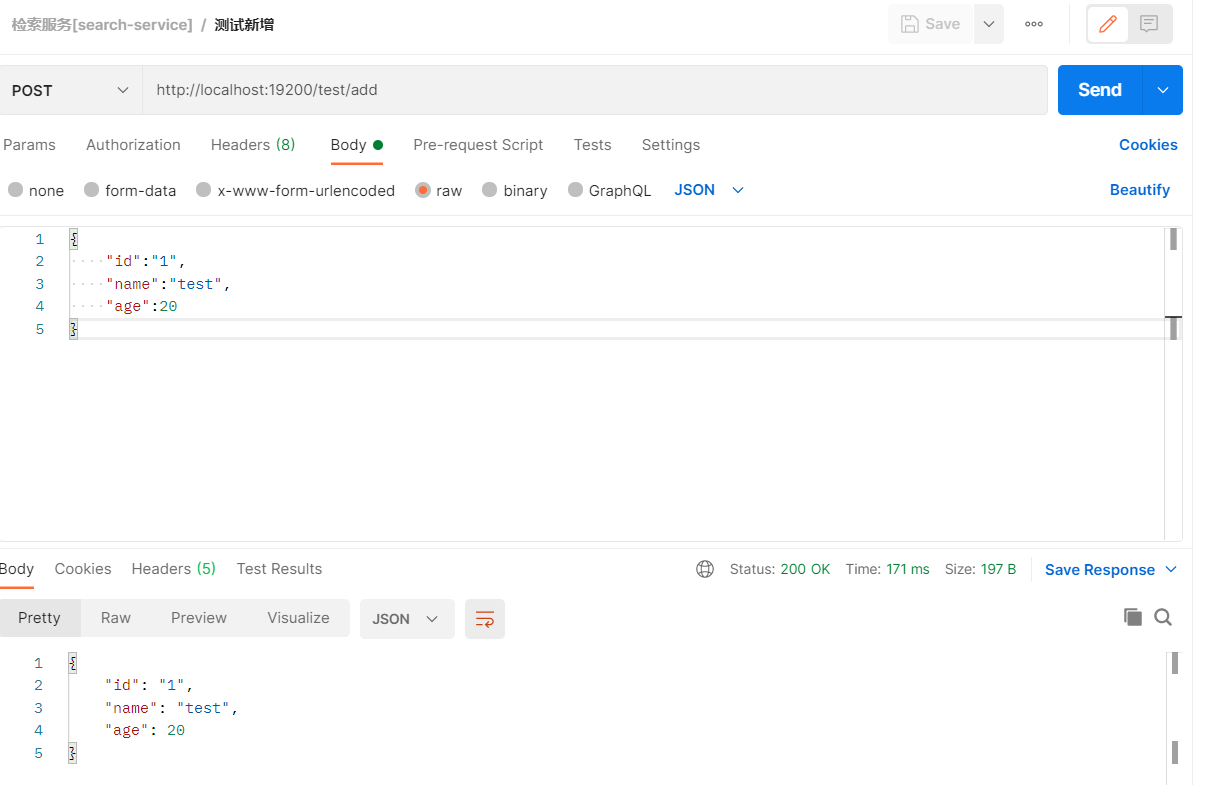 检索服务[search-service] / 测试新增 Save
POST http://localhost:19200/test/add Send
Params Authorization Headers (8) Body Pre-request Script Tests Settings Cookies
none form-data x-www-form-urlencoded raw binary GraphQL JSON Beautify
1 {
2 "id":"1",
3 "name":"test",
4 "age":20
5 }
Body Cookies Headers (5) Test Results Status: 200 OK Time: 171 ms Size: 197 B Save Response
Pretty Raw Preview Visualize JSON
1 {
2 "id": "1",
3 "name": "test",
4 "age": 20
5 }